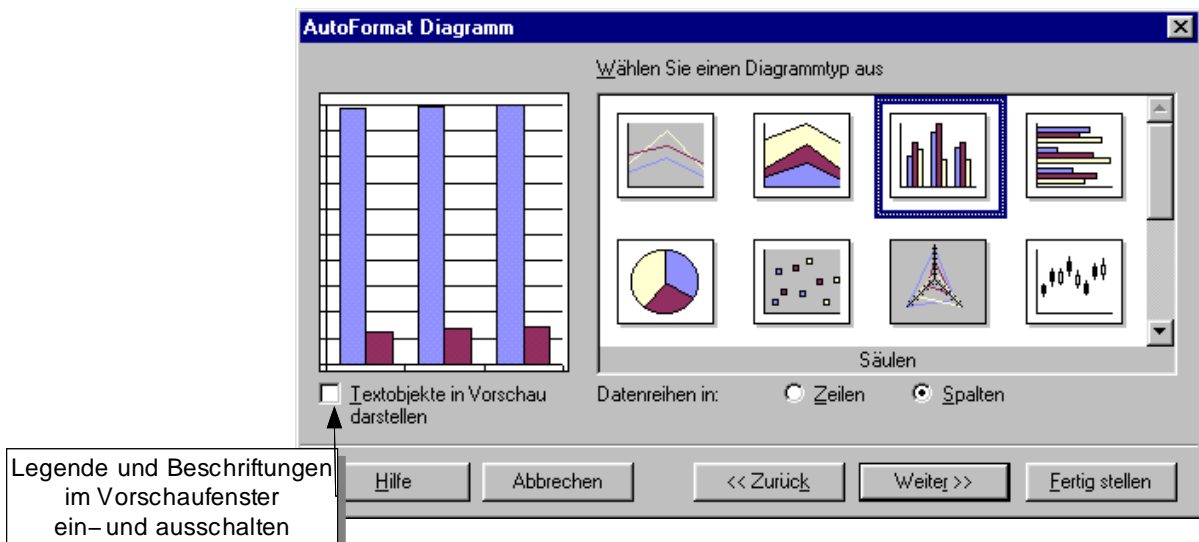 AutoFormat Diagramm
Wählen Sie einen Diagrammtyp aus
Säulen
Textobjekte in Vorschau
darstellen
Datenreihen in:
Zeilen
Spalten
Legende und Beschriftungen
im Vorschaufenster
ein– und ausschalten
Hilfe
Abbrechen
<< Zurück
Weiter >>
Fertig stellen